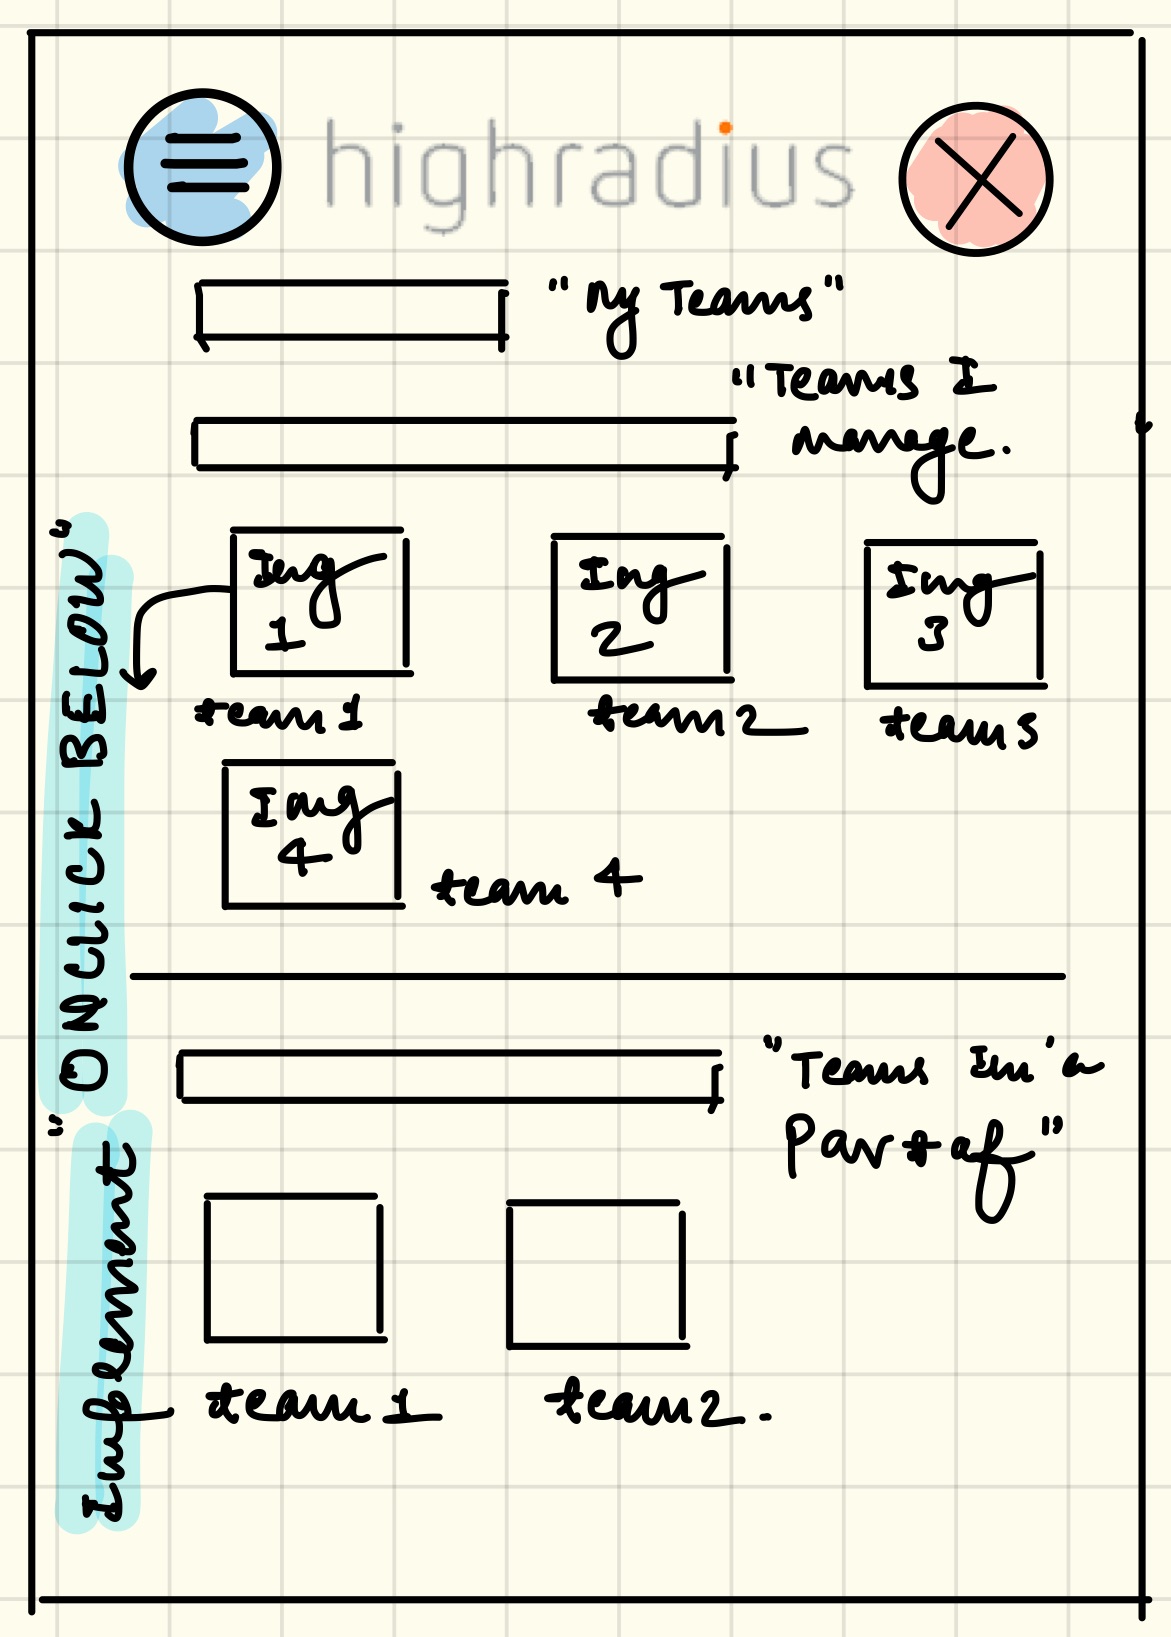 highradius
"My Teams"
"Teams I
manage.
Img
1
Img
2
Img
3
team 1
team 2
team 3
Img
4
team 4
"Teams Im'a
Part of"
team 1
team 2.
Implement
"ONCLICK BELOW"